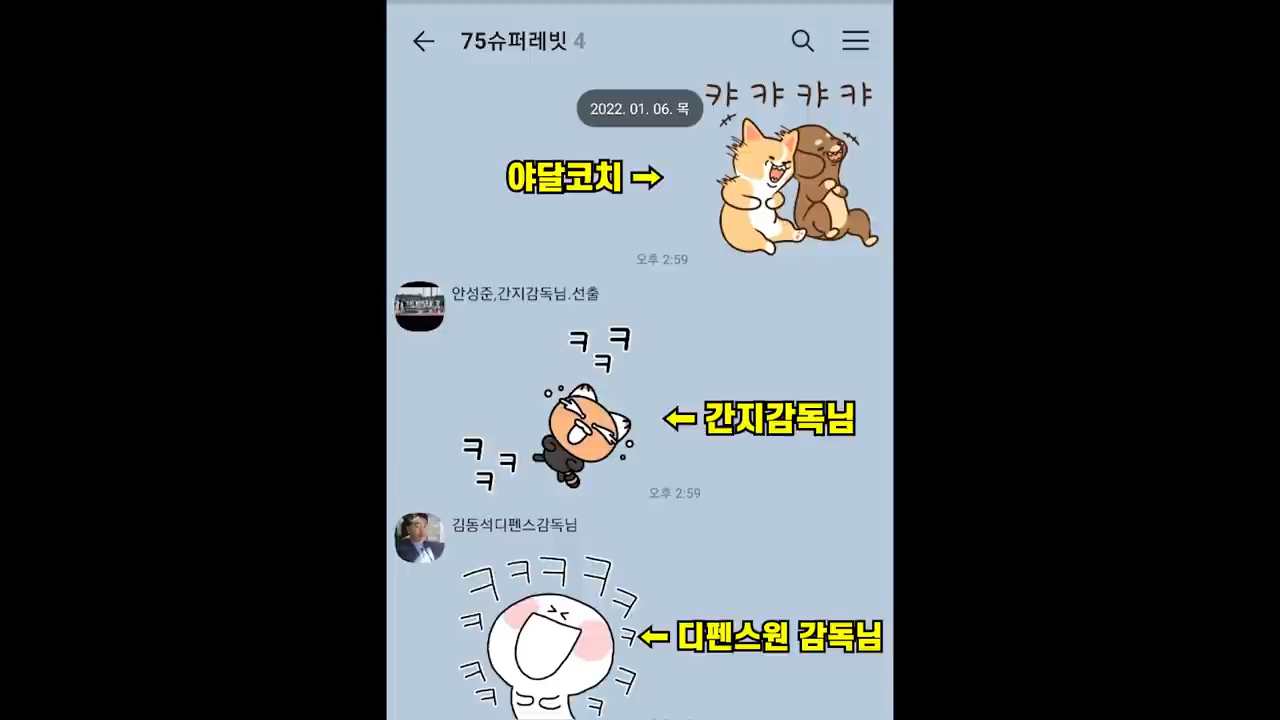 75슈퍼레빗 4
2022. 01. 06. 목
캬 캬 캬 캬
야달코치 →
오후 2:59
안성준,간지감독님.선출
ㅋ ㅋ
ㅋ
← 간지감독님
ㅋ
ㅋ
ㅋ
오후 2:59
김동석디펜스감독님
ㅋ ㅋ ㅋ ㅋ
ㅋ
ㅋ
ㅋ
← 디펜스원 감독님
ㅋ
ㅋ
ㅋ
ㅋ